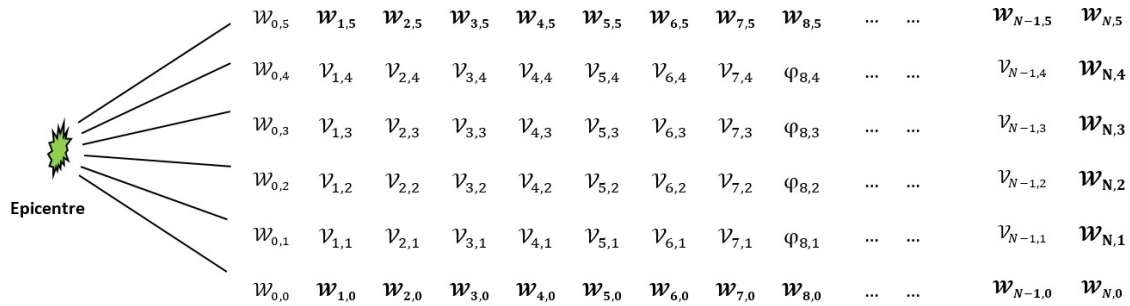 𝒲0,5 𝓦1,5 𝓦2,5 𝓦3,5 𝓦4,5 𝓦5,5 𝓦6,5 𝓦7,5 𝓦8,5 ... ... 𝓦N−1,5 𝓦N,5
𝒲0,4 𝒱1,4 𝒱2,4 𝒱3,4 𝒱4,4 𝒱5,4 𝒱6,4 𝒱7,4 φ8,4 ... ... 𝒱N−1,4 𝓦N,4
𝒲0,3 𝒱1,3 𝒱2,3 𝒱3,3 𝒱4,3 𝒱5,3 𝒱6,3 𝒱7,3 φ8,3 ... ... 𝒱N−1,3 𝓦N,3
𝒲0,2 𝒱1,2 𝒱2,2 𝒱3,2 𝒱4,2 𝒱5,2 𝒱6,2 𝒱7,2 φ8,2 ... ... 𝒱N−1,2 𝓦N,2
Epicentre
𝒲0,1 𝒱1,1 𝒱2,1 𝒱3,1 𝒱4,1 𝒱5,1 𝒱6,1 𝒱7,1 φ8,1 ... ... 𝒱N−1,1 𝓦N,1
𝒲0,0 𝓦1,0 𝓦2,0 𝓦3,0 𝓦4,0 𝓦5,0 𝓦6,0 𝓦7,0 𝓦8,0 ... ... 𝓦N−1,0 𝓦N,0